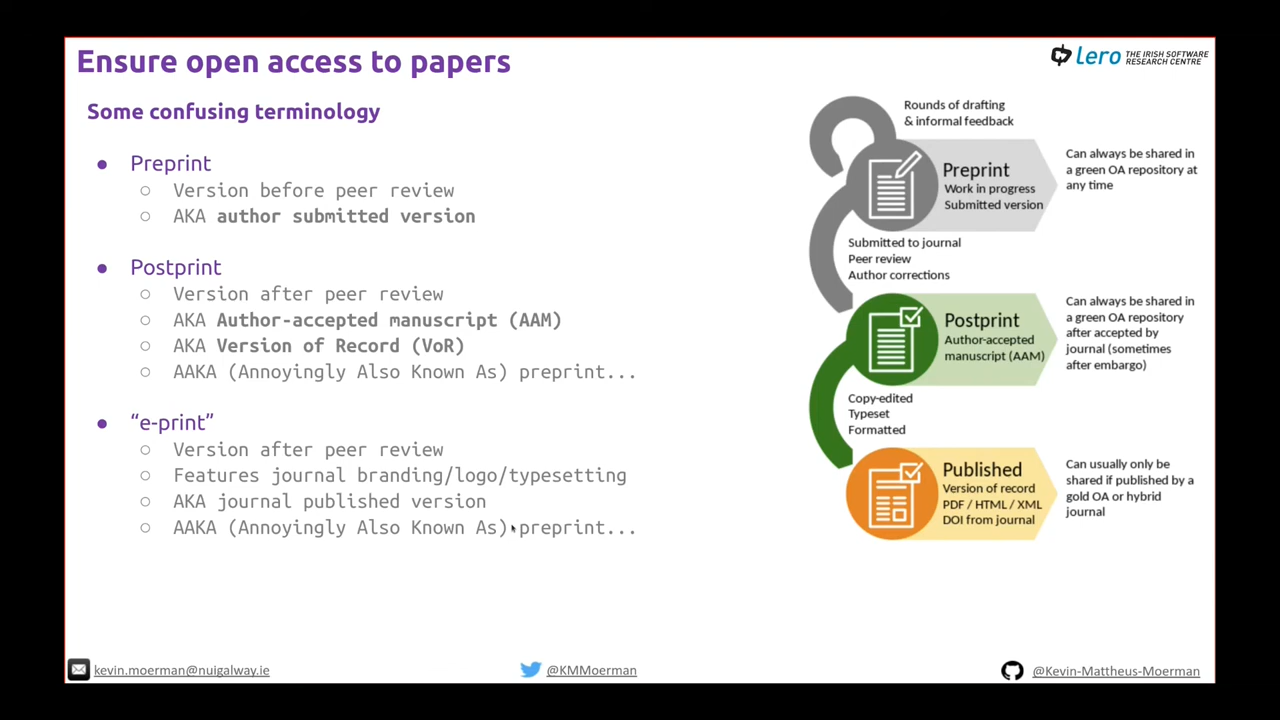 Ensure open access to papers
lero THE IRISH SOFTWARE
RESEARCH CENTRE
Some confusing terminology
● Preprint
○ Version before peer review
○ AKA author submitted version
● Postprint
○ Version after peer review
○ AKA Author-accepted manuscript (AAM)
○ AKA Version of Record (VoR)
○ AAKA (Annoyingly Also Known As) preprint...
● “e-print”
○ Version after peer review
○ Features journal branding/logo/typesetting
○ AKA journal published version
○ AAKA (Annoyingly Also Known As) preprint...
Rounds of drafting
& informal feedback
Preprint
Work in progress
Submitted version
Can always be shared in
a green OA repository at
any time
Submitted to journal
Peer review
Author corrections
Postprint
Author-accepted
manuscript (AAM)
Can always be shared in
a green OA repository
after accepted by
journal (sometimes
after embargo)
Copy-edited
Typeset
Formatted
Published
Version of record
PDF / HTML / XML
DOI from journal
Can usually only be
shared if published by a
gold OA or hybrid
journal
kevin.moerman@nuigalway.ie
@KMMoerman
@Kevin-Mattheus-Moerman